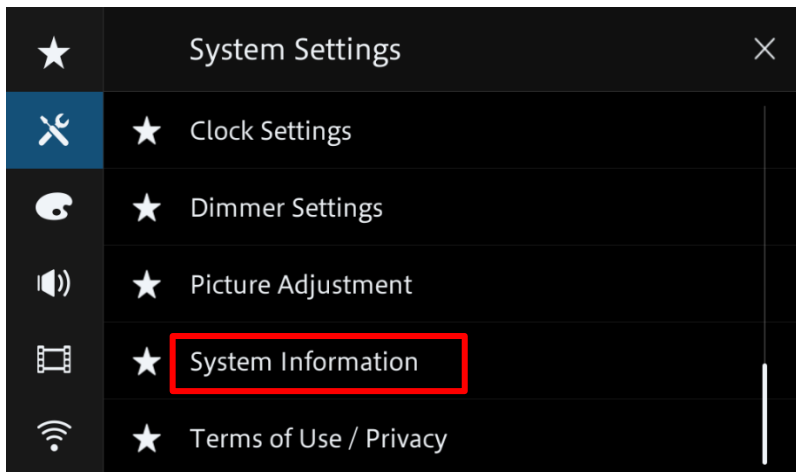 System Settings
Clock Settings
Dimmer Settings
Picture Adjustment
System Information
Terms of Use / Privacy